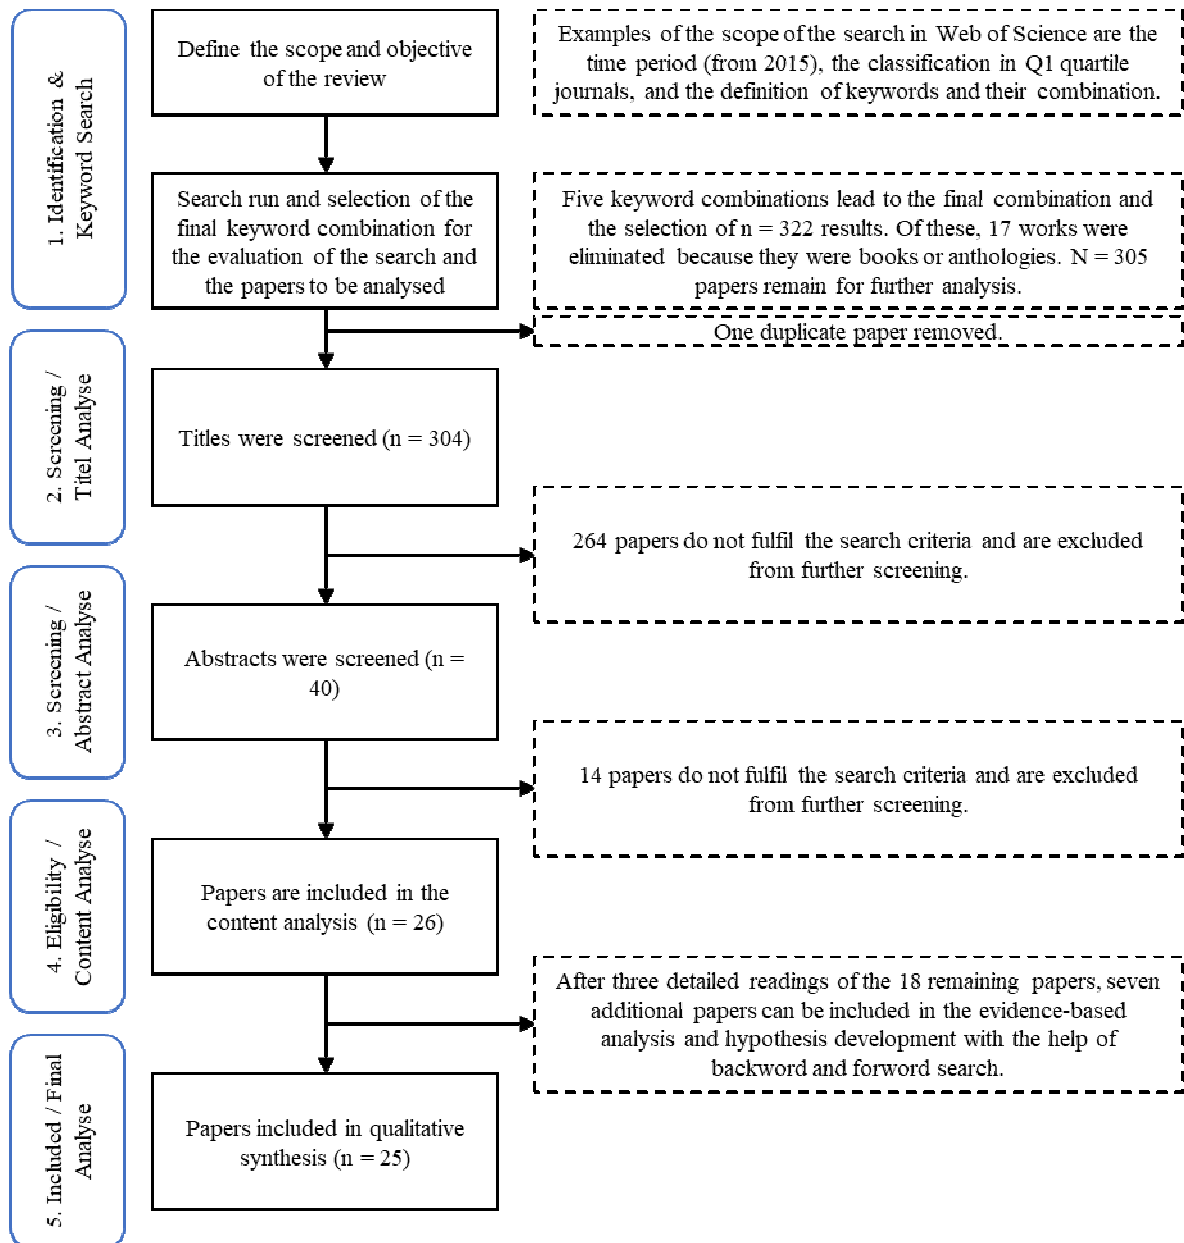 1. Identification &
Keyword Search
Define the scope and objective
of the review
Examples of the scope of the search in Web of Science are the
time period (from 2015), the classification in Q1 quartile
journals, and the definition of keywords and their combination.
Search run and selection of the
final keyword combination for
the evaluation of the search and
the papers to be analysed
Five keyword combinations lead to the final combination and
the selection of n = 322 results. Of these, 17 works were
eliminated because they were books or anthologies. N = 305
papers remain for further analysis.
One duplicate paper removed.
2. Screening /
Titel Analyse
Titles were screened (n = 304)
264 papers do not fulfil the search criteria and are excluded
from further screening.
3. Screening /
Abstract Analyse
Abstracts were screened (n =
40)
14 papers do not fulfil the search criteria and are excluded
from further screening.
4. Eligibility /
Content Analyse
Papers are included in the
content analysis (n = 26)
After three detailed readings of the 18 remaining papers, seven
additional papers can be included in the evidence-based
analysis and hypothesis development with the help of
backword and forword search.
5. Included / Final
Analyse
Papers included in qualitative
synthesis (n = 25)